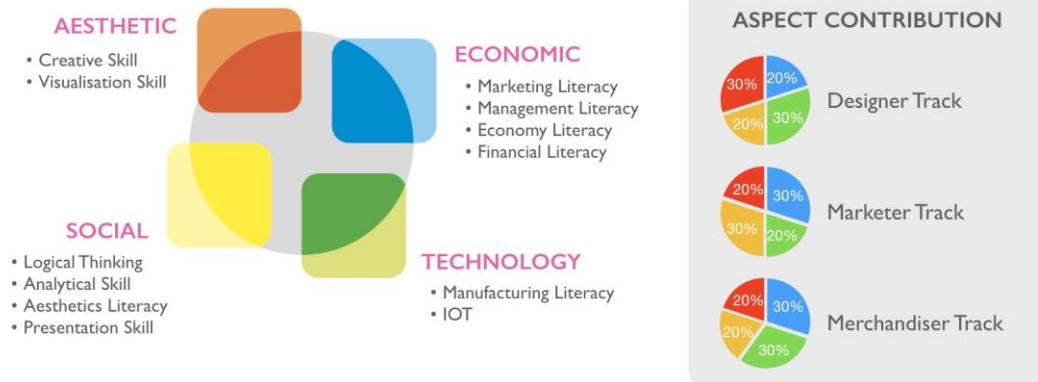 AESTHETIC
• Creative Skill
• Visualisation Skill
ECONOMIC
• Marketing Literacy
• Management Literacy
• Economy Literacy
• Financial Literacy
SOCIAL
• Logical Thinking
• Analytical Skill
• Aesthetics Literacy
• Presentation Skill
TECHNOLOGY
• Manufacturing Literacy
• IOT
ASPECT CONTRIBUTION
30% 20%
20% 30%
Designer Track
20% 30%
30% 20%
Marketer Track
20% 30%
20% 30%
Merchandiser Track